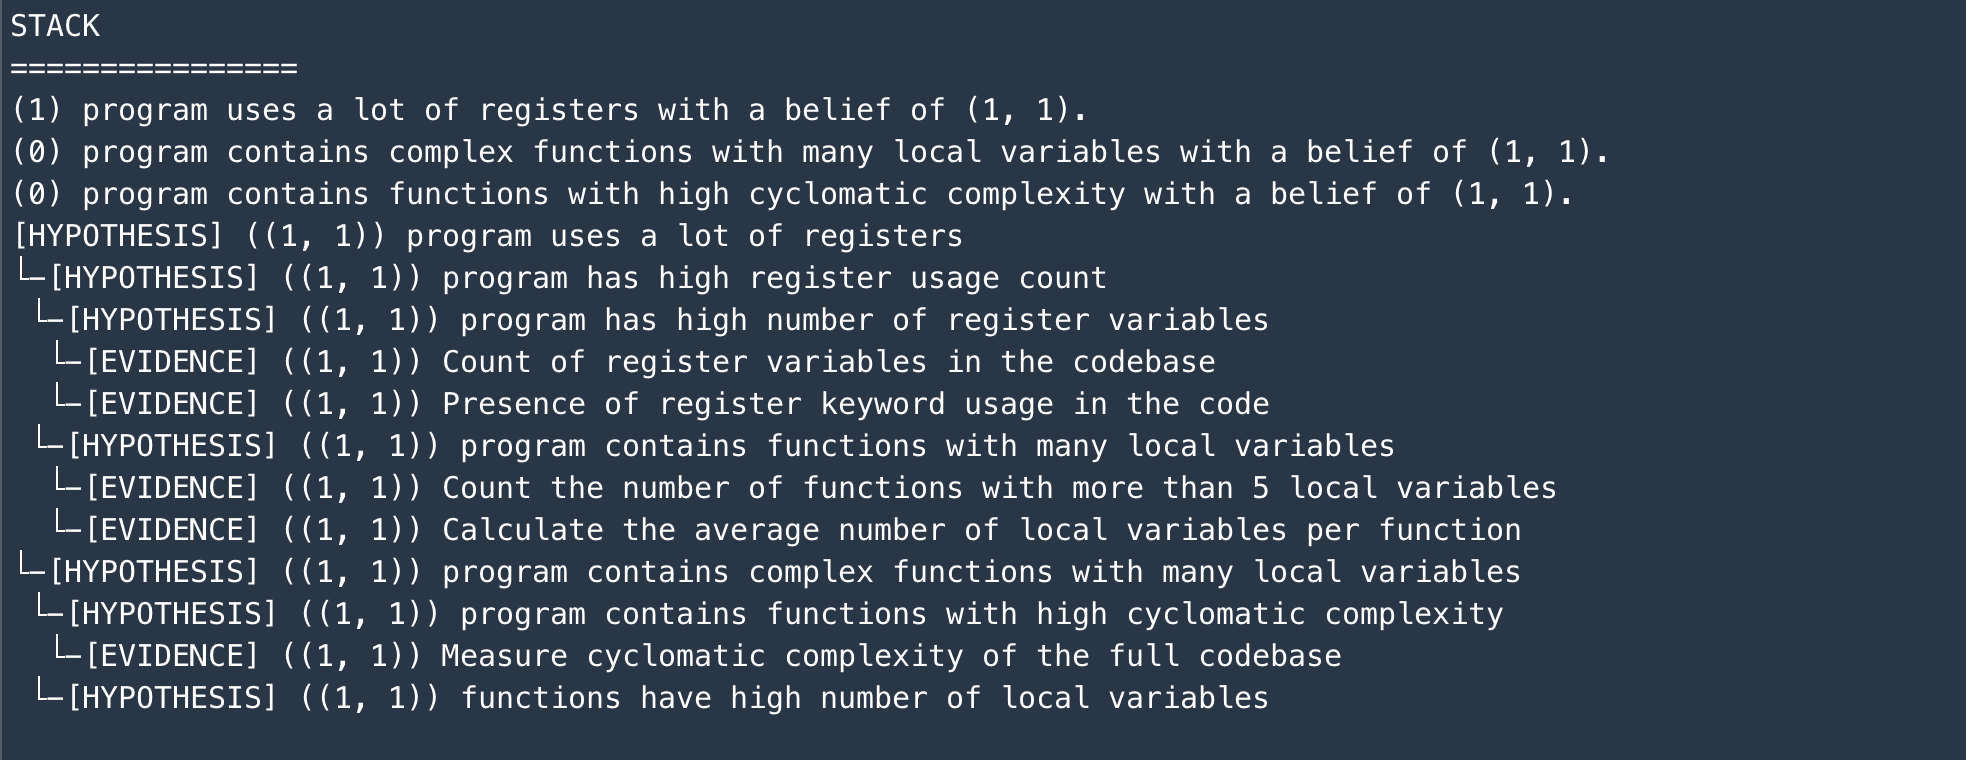 STACK
================
(1) program uses a lot of registers with a belief of (1, 1).
(0) program contains complex functions with many local variables with a belief of (1, 1).
(0) program contains functions with high cyclomatic complexity with a belief of (1, 1).
[HYPOTHESIS] ((1, 1)) program uses a lot of registers
└─[HYPOTHESIS] ((1, 1)) program has high register usage count
 └─[HYPOTHESIS] ((1, 1)) program has high number of register variables
  └─[EVIDENCE] ((1, 1)) Count of register variables in the codebase
  └─[EVIDENCE] ((1, 1)) Presence of register keyword usage in the code
 └─[HYPOTHESIS] ((1, 1)) program contains functions with many local variables
  └─[EVIDENCE] ((1, 1)) Count the number of functions with more than 5 local variables
  └─[EVIDENCE] ((1, 1)) Calculate the average number of local variables per function
└─[HYPOTHESIS] ((1, 1)) program contains complex functions with many local variables
 └─[HYPOTHESIS] ((1, 1)) program contains functions with high cyclomatic complexity
  └─[EVIDENCE] ((1, 1)) Measure cyclomatic complexity of the full codebase
 └─[HYPOTHESIS] ((1, 1)) functions have high number of local variables